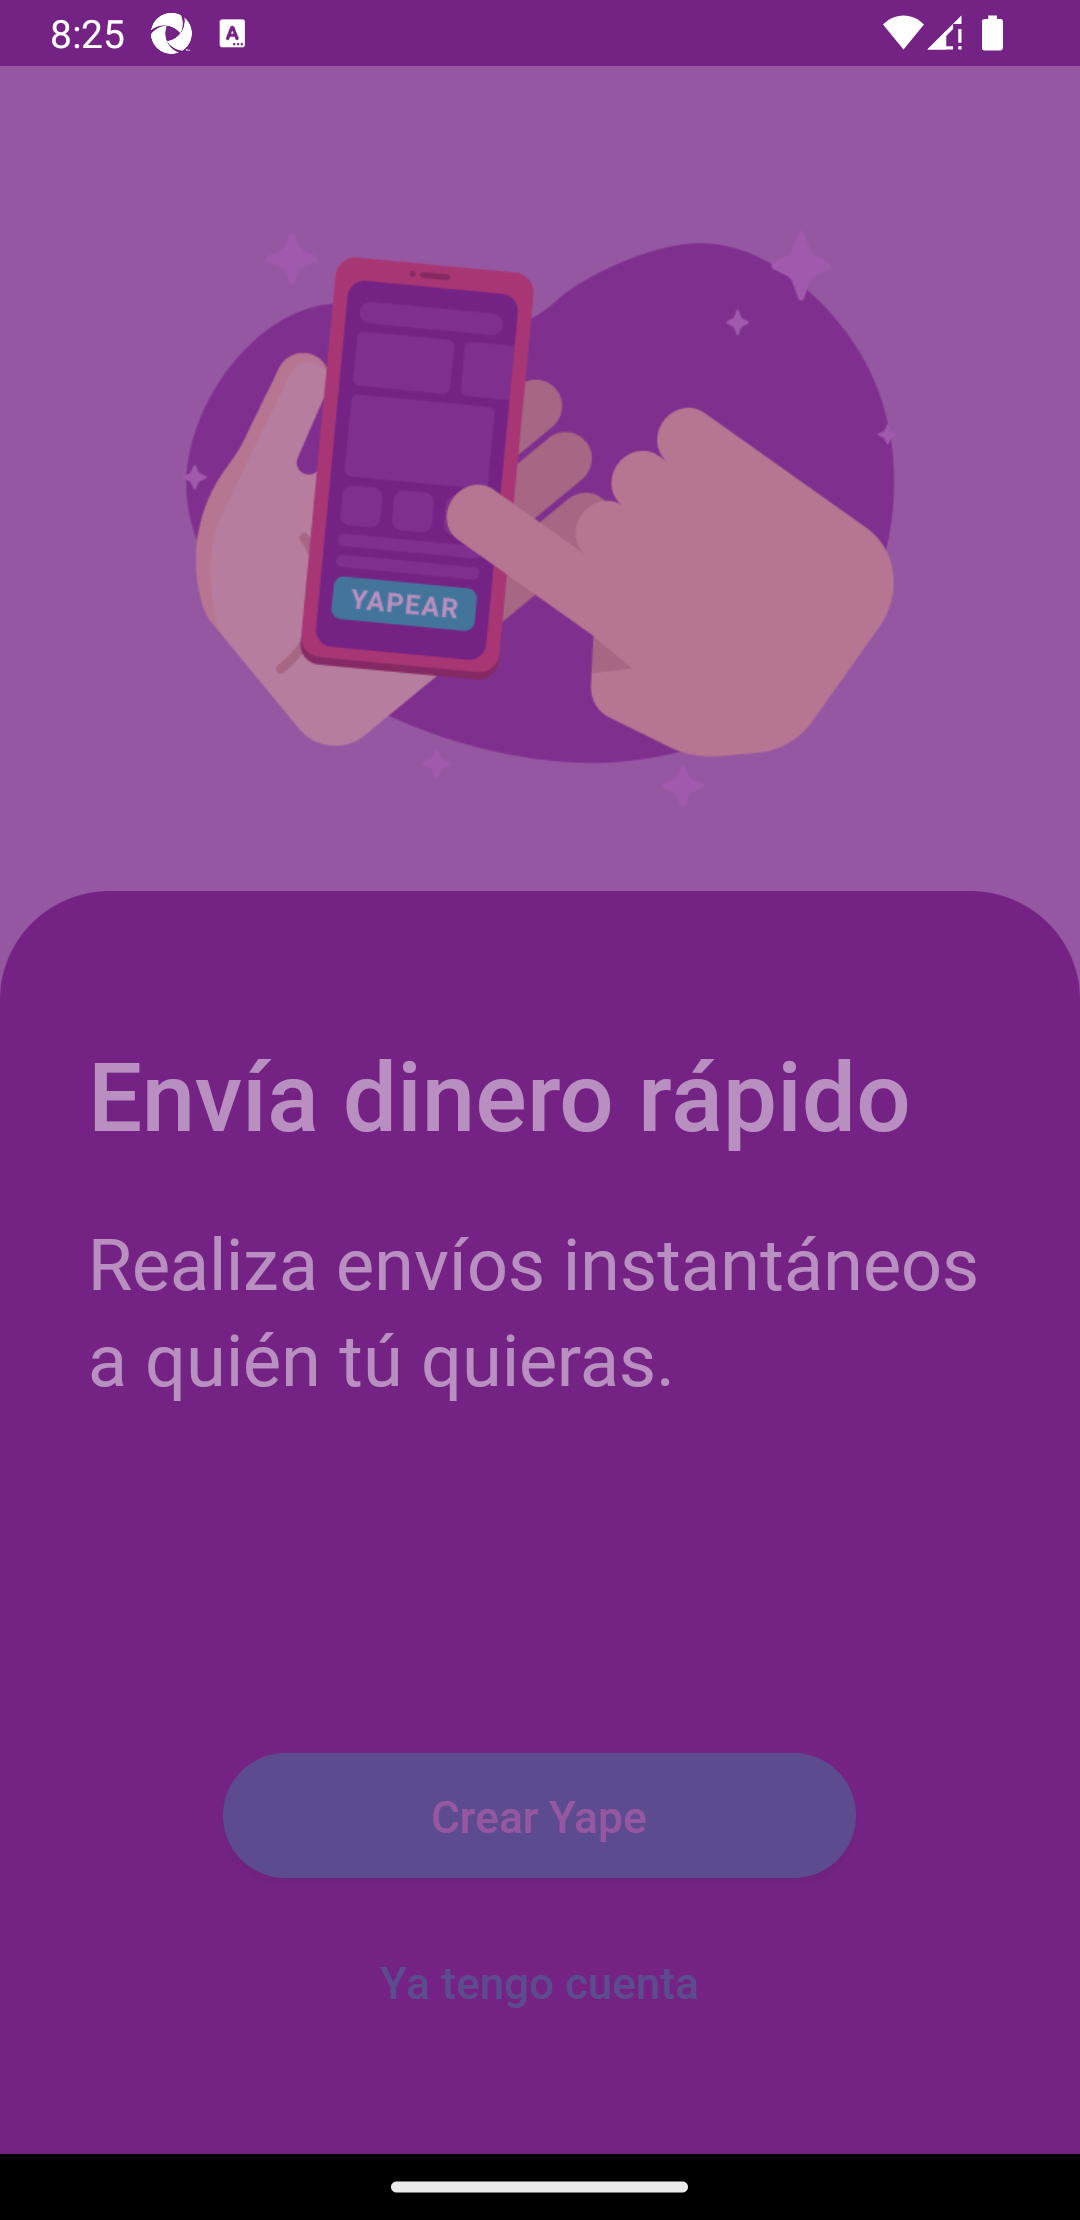 8:25
YAPEAR
Envía dinero rápido
Realiza envíos instantáneos
a quién tú quieras.
Crear Yape
Ya tengo cuenta